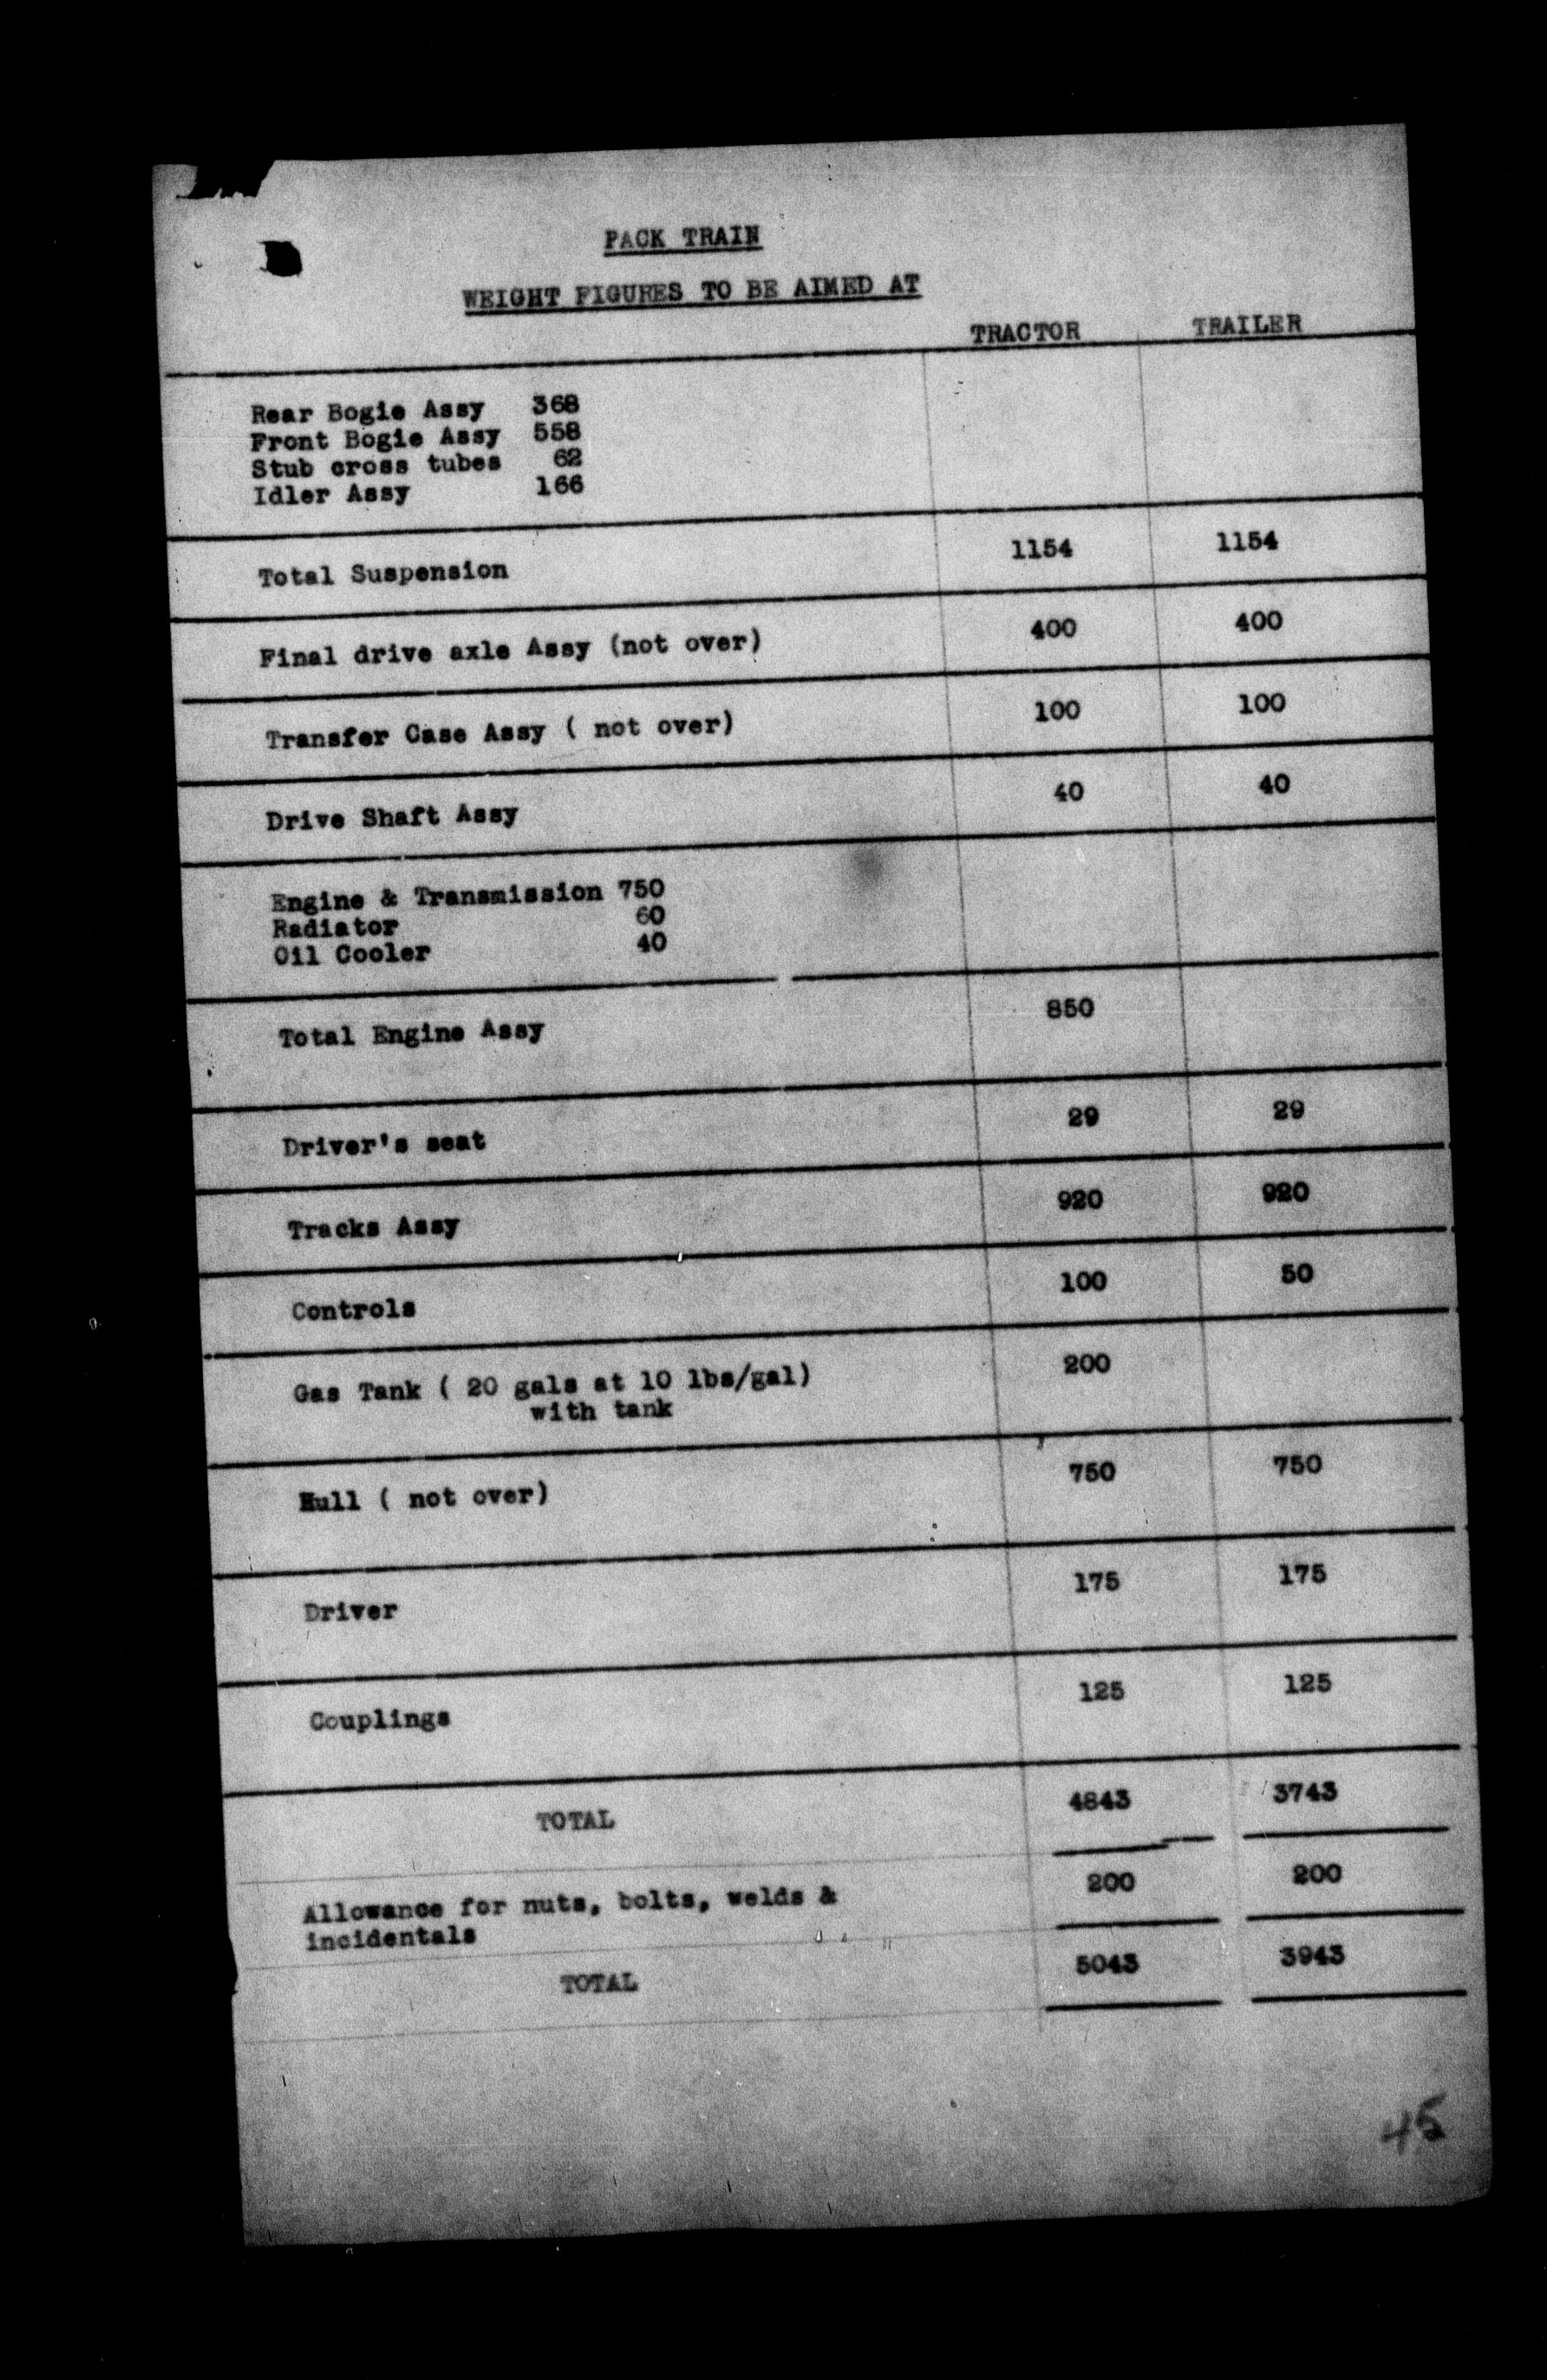 PACK TRAIN
WEIGHT FIGURES TO BE AIMED AT
TRACTOR TRAILER
Rear Bogie Assy 368
Front Bogie Assy 558
Stub cross tubes 62
Idler Assy 166
Total Suspension 1154 1154
Final drive axle Assy (not over) 400 400
Transfer Case Assy ( not over) 100 100
Drive Shaft Assy 40 40
Engine & Transmission 750
Radiator 60
Oil Cooler 40
Total Engine Assy 850
Driver's seat 29 29
Tracks Assy 920 920
Controls 100 50
Gas Tank ( 20 gals at 10 lbs/gal) 200
with tank
Hull ( not over) 750 750
Driver 175 175
Couplings 125 125
TOTAL 4843 3743
Allowance for nuts, bolts, welds & 200 200
incidentals
TOTAL 5043 3943
45